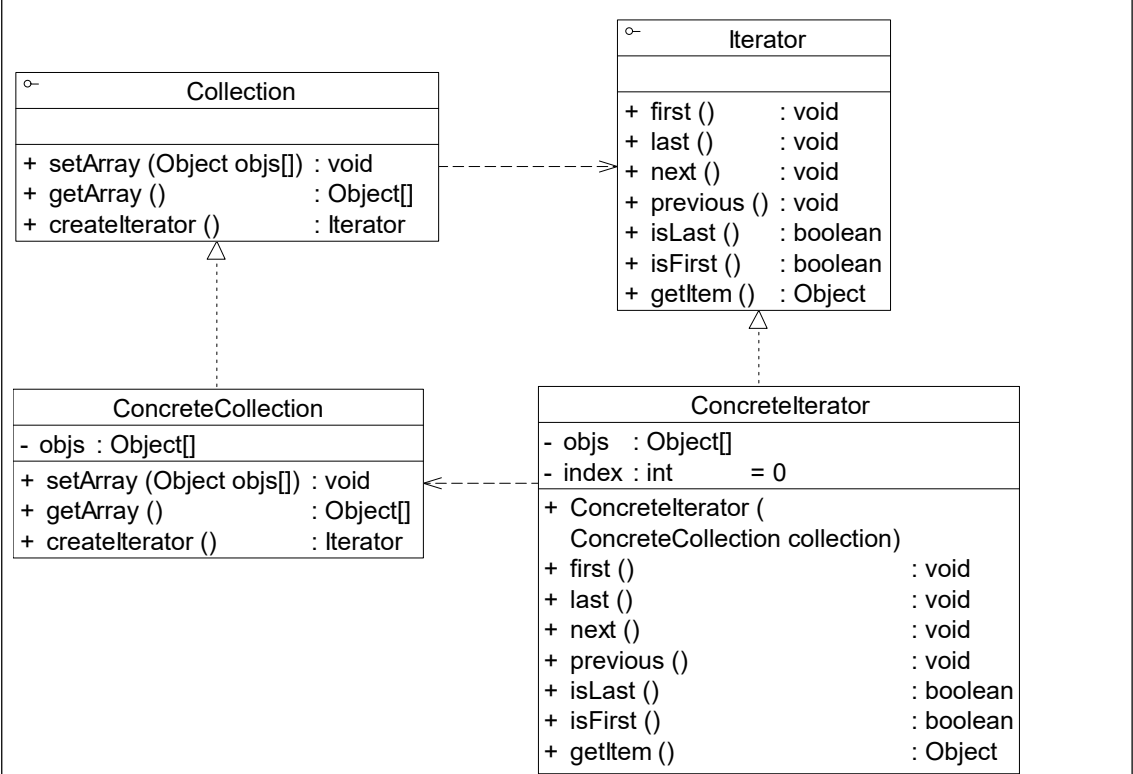 Iterator
+ first () : void
+ last () : void
+ next () : void
+ previous () : void
+ isLast () : boolean
+ isFirst () : boolean
+ getItem () : Object
Collection
+ setArray (Object objs[]) : void
+ getArray () : Object[]
+ createIterator () : Iterator
ConcreteCollection
- objs : Object[]
+ setArray (Object objs[]) : void
+ getArray () : Object[]
+ createIterator () : Iterator
ConcreteIterator
- objs : Object[]
- index : int = 0
+ ConcreteIterator (
ConcreteCollection collection)
+ first () : void
+ last () : void
+ next () : void
+ previous () : void
+ isLast () : boolean
+ isFirst () : boolean
+ getItem () : Object